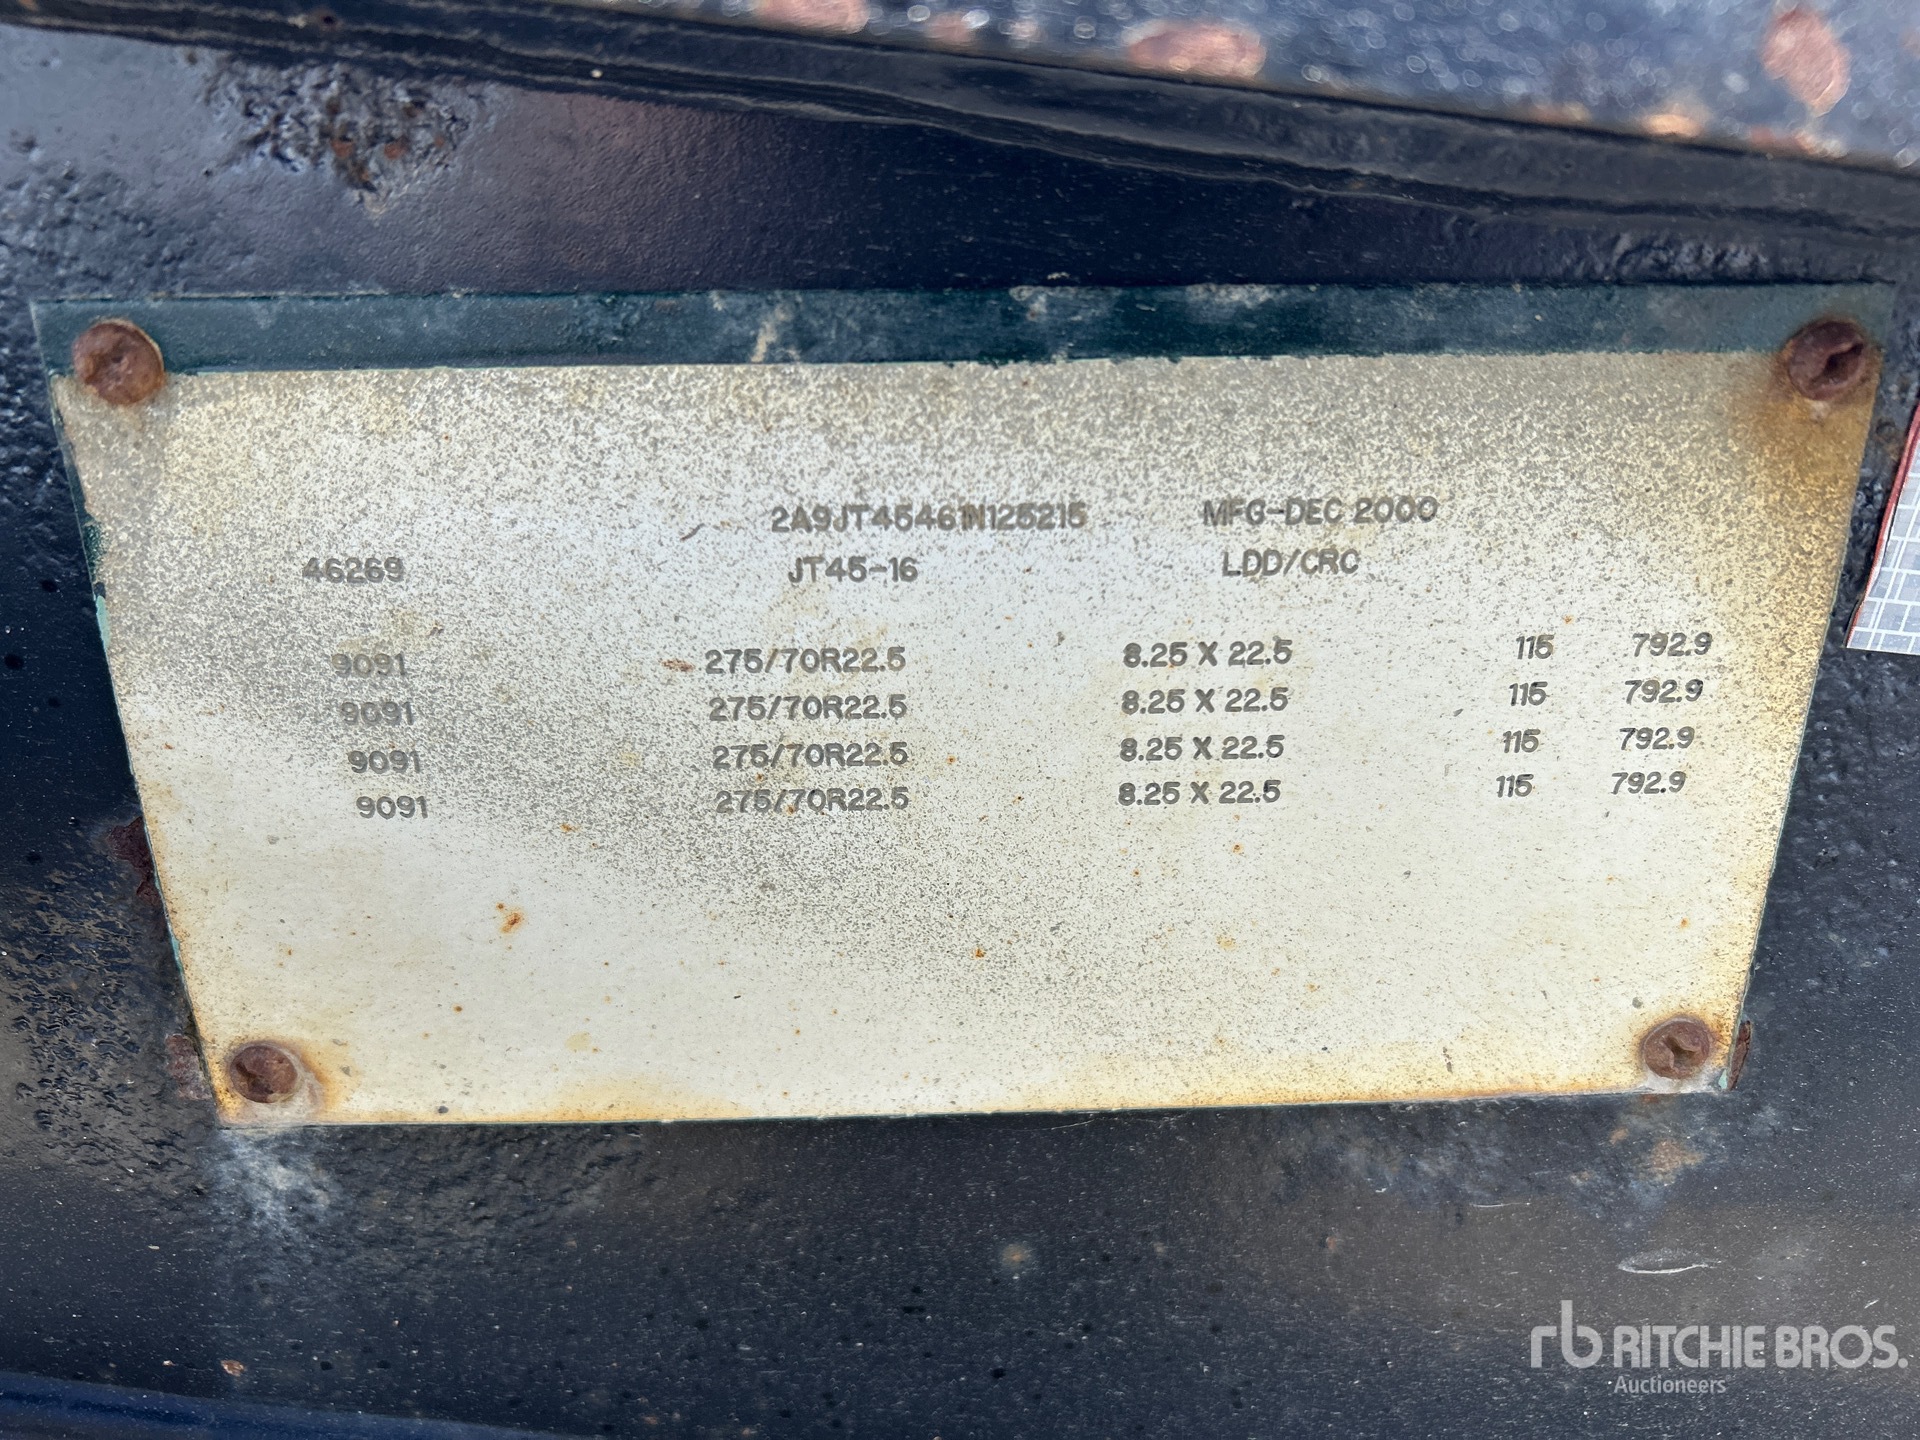 2A9JT45461N125215 MFG-DEC 2000
46269 JT45-16 LDD/CRC
9091 275/70R22.5 8.25 X 22.5 115 792.9
9091 275/70R22.5 8.25 X 22.5 115 792.9
9091 275/70R22.5 8.25 X 22.5 115 792.9
9091 275/70R22.5 8.25 X 22.5 115 792.9
rb RITCHIE BROS.
Auctioneers